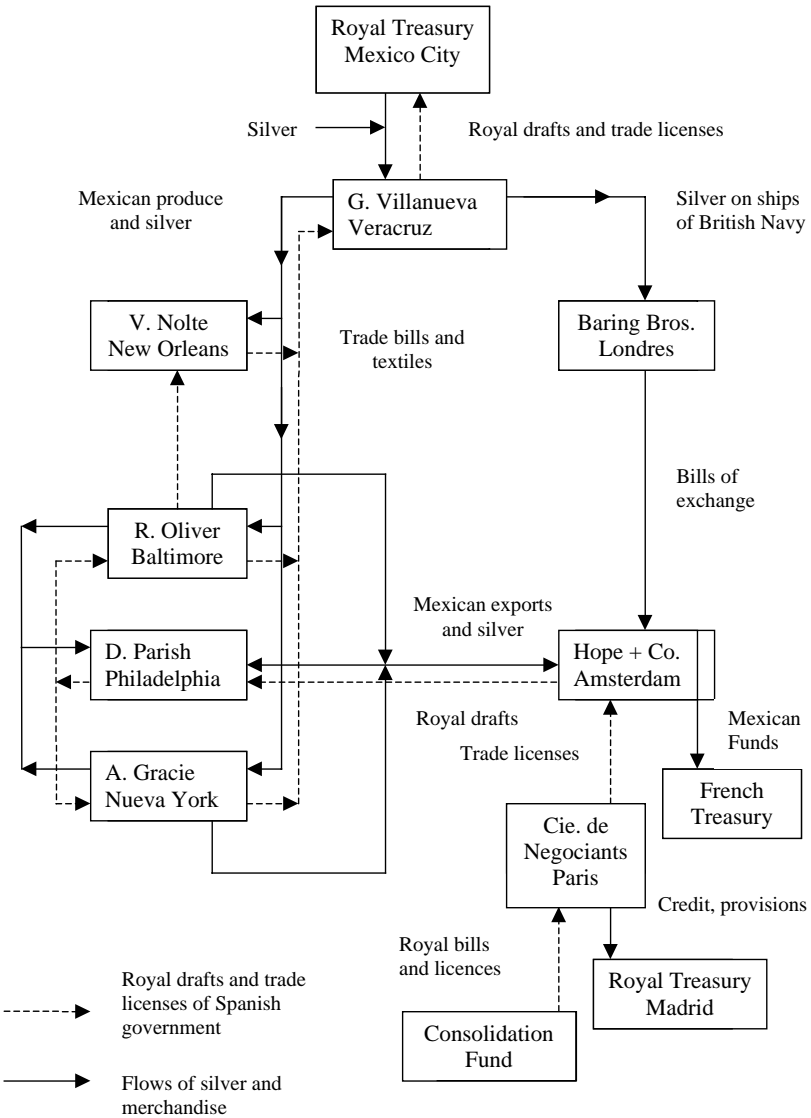 Royal Treasury
Mexico City
Silver
Royal drafts and trade licenses
Mexican produce
and silver
G. Villanueva
Veracruz
Silver on ships
of British Navy
V. Nolte
New Orleans
Trade bills and
textiles
Baring Bros.
Londres
Bills of
exchange
R. Oliver
Baltimore
Mexican exports
and silver
D. Parish
Philadelphia
Hope + Co.
Amsterdam
Royal drafts
Trade licenses
Mexican
Funds
A. Gracie
Nueva York
French
Treasury
Cie. de
Negociants
Paris
Credit, provisions
Royal bills
and licences
Royal Treasury
Madrid
Consolidation
Fund
Royal drafts and trade
licenses of Spanish
government
Flows of silver and
merchandise